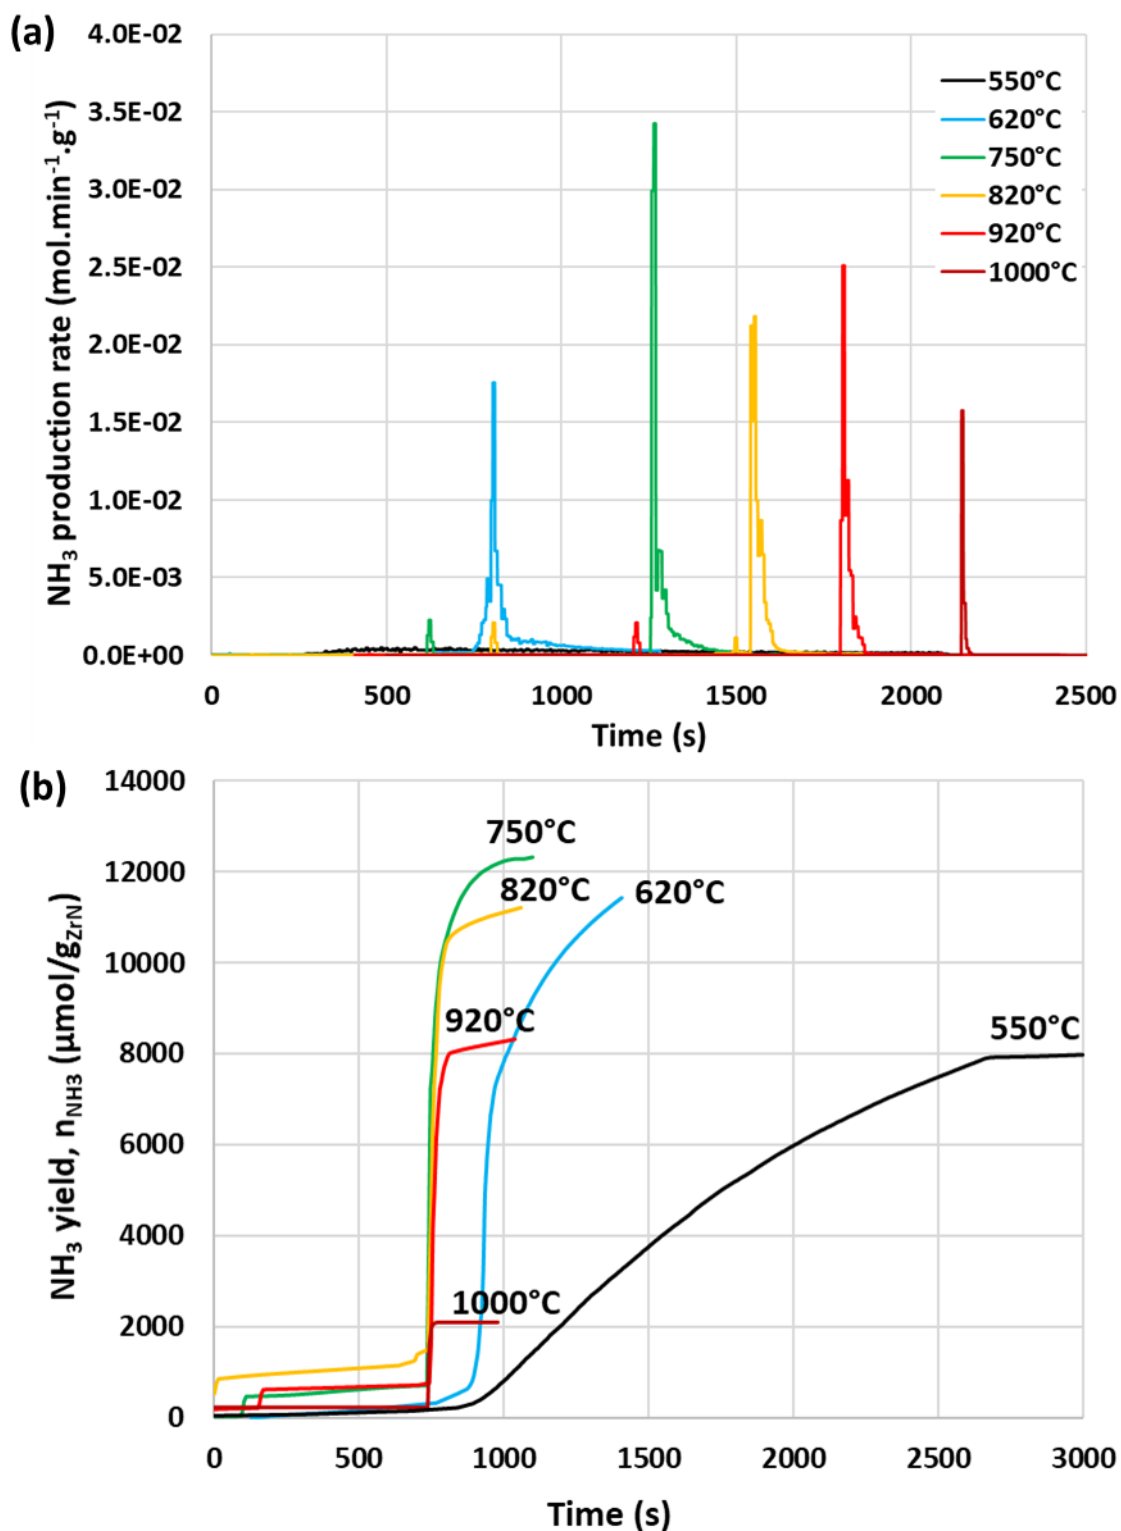 (a)
4.0E-02
3.5E-02
3.0E-02
2.5E-02
2.0E-02
1.5E-02
1.0E-02
5.0E-03
0.0E+00
NH₃ production rate (mol.min⁻¹.g⁻¹)
550°C
620°C
750°C
820°C
920°C
1000°C
0 500 1000 1500 2000 2500
Time (s)
(b)
14000
12000
10000
8000
6000
4000
2000
0
NH₃ yield, n_NH3 (µmol/g_ZrN)
750°C
820°C
620°C
920°C
550°C
1000°C
0 500 1000 1500 2000 2500 3000
Time (s)